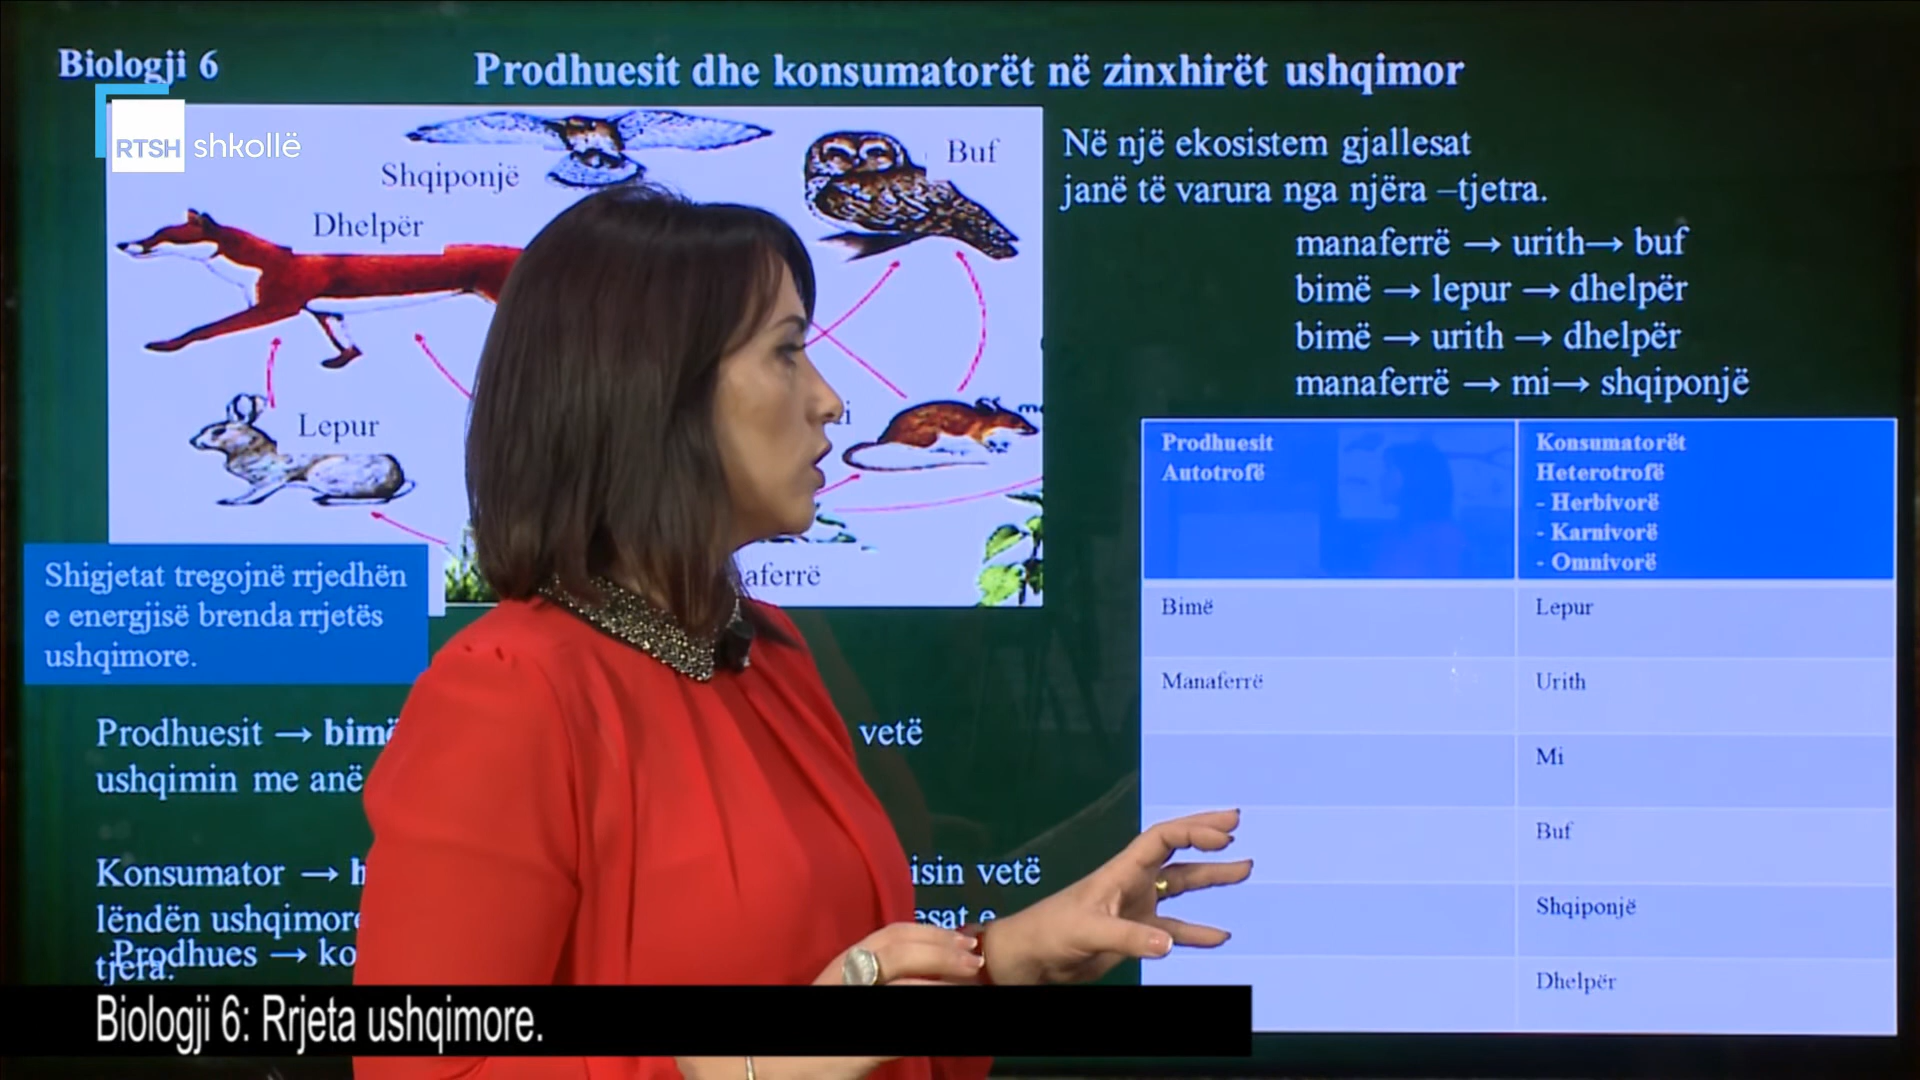 Biologji 6
Prodhuesit dhe konsumatorët në zinxhirët ushqimor
RTSH shkollë
Shqiponjë
Buf
Dhelpër
Lepur
Shigjetat tregojnë rrjedhën
e energjisë brenda rrjetës
ushqimore.
Në një ekosistem gjallesat
janë të varura nga njëra –tjetra.
manaferrë → urith→ buf
bimë → lepur → dhelpër
bimë → urith → dhelpër
manaferrë → mi→ shqiponjë
Prodhuesit
Autotrofë
Konsumatorët
Heterotrofë
- Herbivorë
- Karnivorë
- Omnivorë
Bimë
Lepur
Manaferrë
Urith
Mi
Buf
Shqiponjë
Dhelpër
Prodhuesit → bimë vetë
ushqimin me anë
Konsumator → vetë
lëndën ushqimore e
tjera.
Prodhues →
Biologji 6: Rrjeta ushqimore.